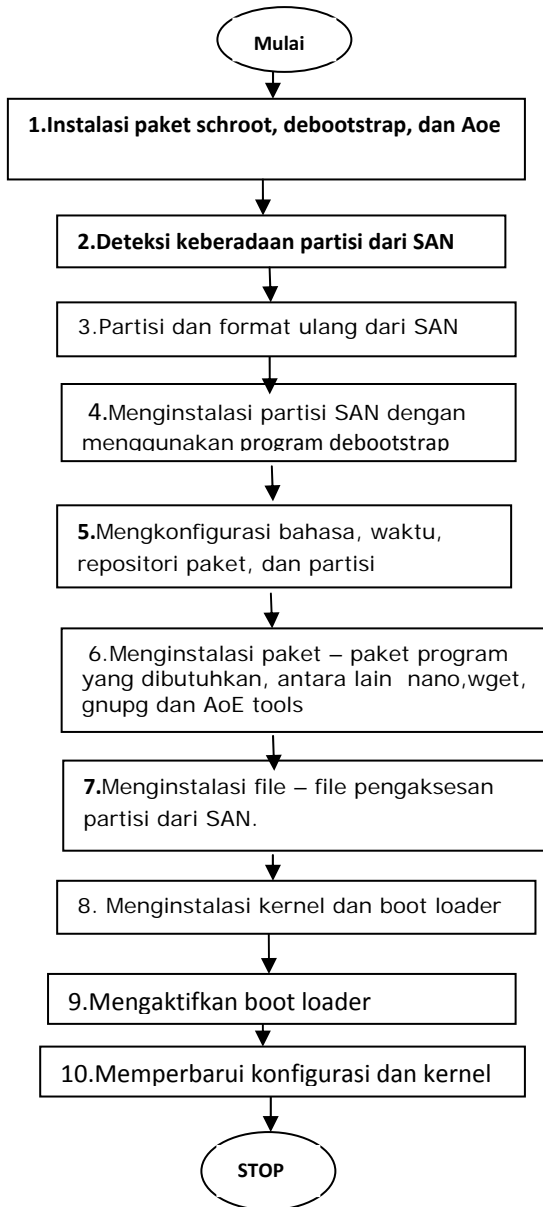 Mulai
1.Instalasi paket schroot, debootstrap, dan Aoe
2.Deteksi keberadaan partisi dari SAN
3.Partisi dan format ulang dari SAN
4.Menginstalasi partisi SAN dengan
menggunakan program debootstrap
5.Mengkonfigurasi bahasa, waktu,
repositori paket, dan partisi
6.Menginstalasi paket – paket program
yang dibutuhkan, antara lain nano,wget,
gnupg dan AoE tools
7.Menginstalasi file – file pengaksesan
partisi dari SAN.
8. Menginstalasi kernel dan boot loader
9.Mengaktifkan boot loader
10.Memperbarui konfigurasi dan kernel
STOP